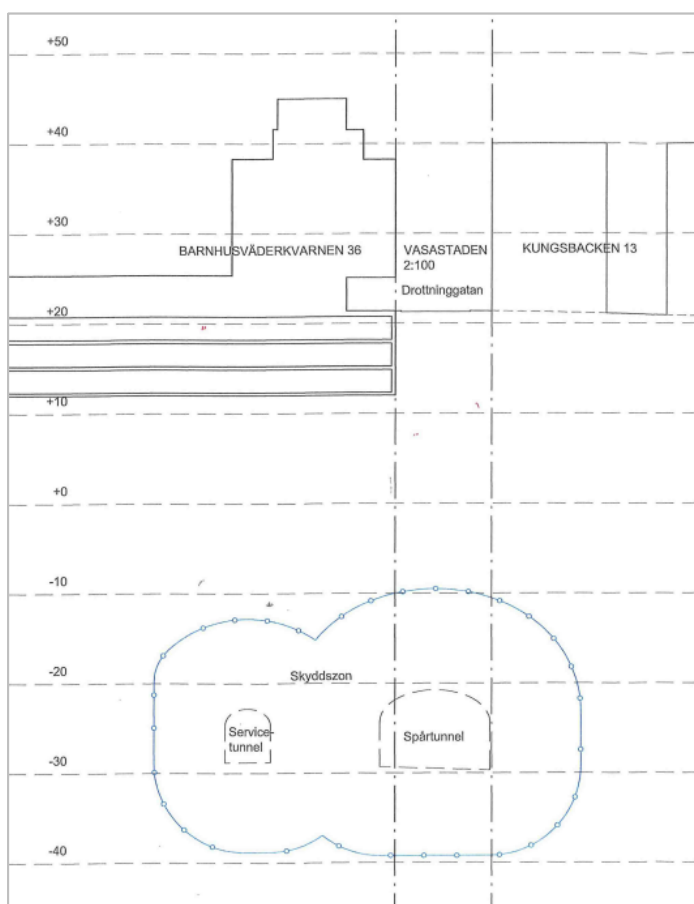 +50
+40
+30
BARNHUSVÄDERKVARNEN 36
VASASTADEN
2:100
KUNGSBACKEN 13
Drottninggatan
+20
+10
+0
-10
-20
Skyddszon
Service-
tunnel
Spårtunnel
-30
-40